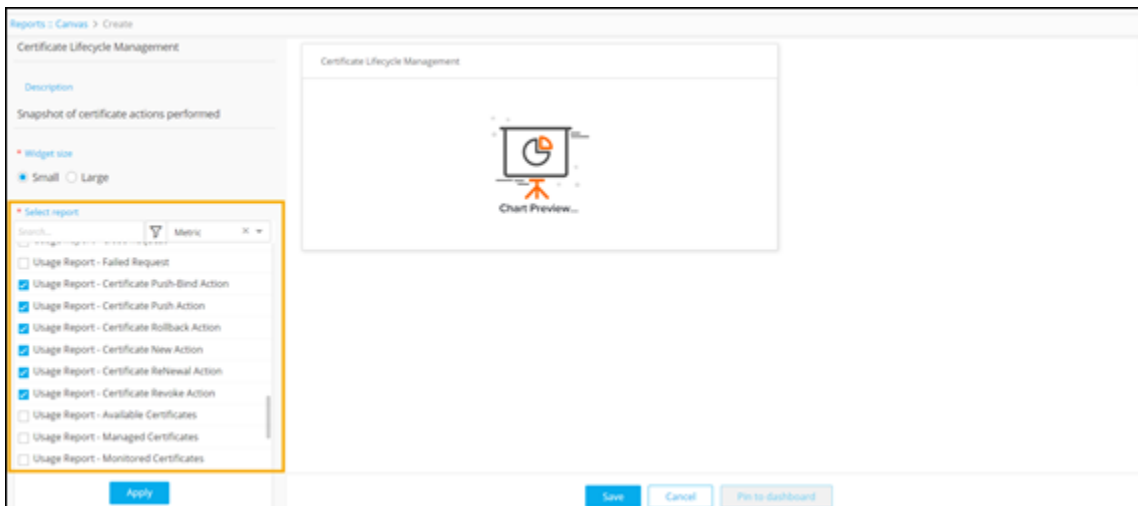 Reports :: Canvas > Create
Certificate Lifecycle Management
Description
Snapshot of certificate actions performed
* Widget size
Small Large
* Select report
Search... Metric × 
Usage Report - Failed Request
Usage Report - Certificate Push-Bind Action
Usage Report - Certificate Push Action
Usage Report - Certificate Rollback Action
Usage Report - Certificate New Action
Usage Report - Certificate ReNewal Action
Usage Report - Certificate Revoke Action
Usage Report - Available Certificates
Usage Report - Managed Certificates
Usage Report - Monitored Certificates
Apply
Certificate Lifecycle Management
Chart Preview...
Save Cancel Pin to dashboard